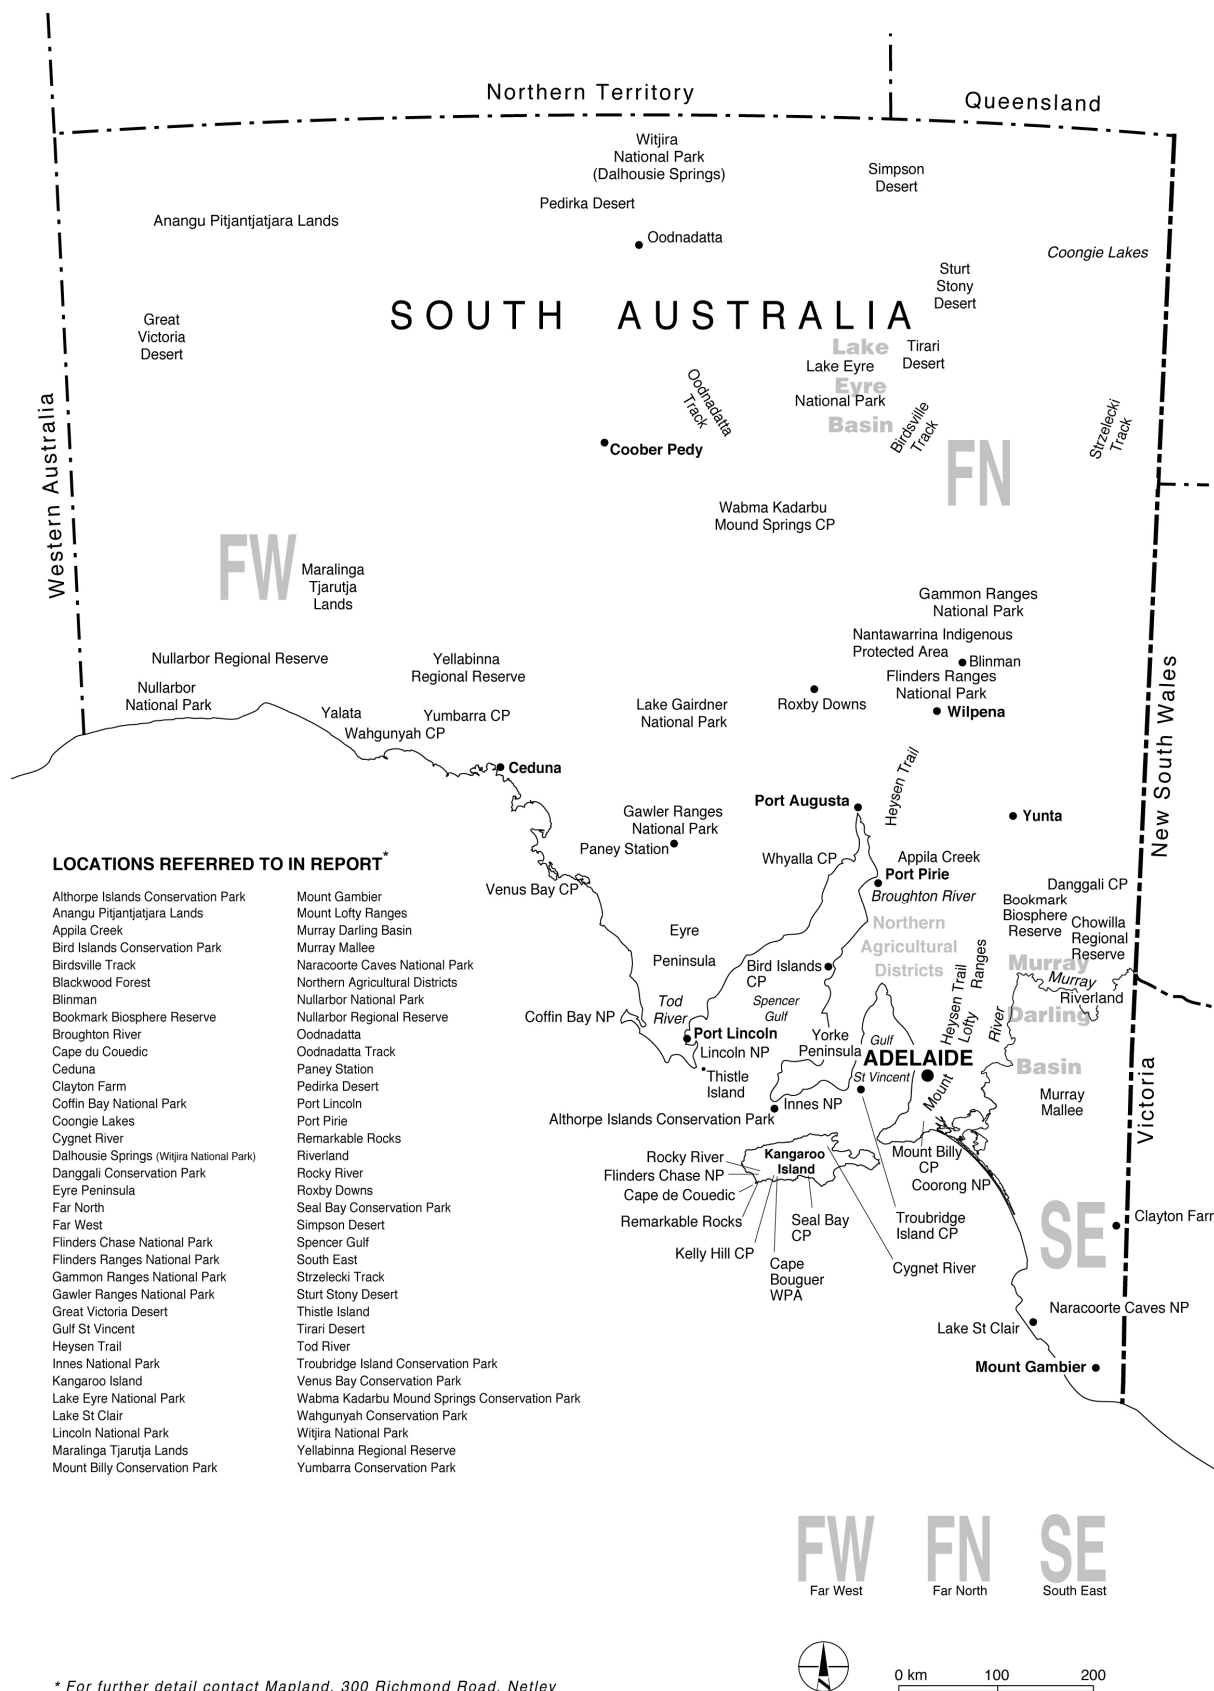 Northern Territory
Queensland
Witjira
National Park
(Dalhousie Springs)
Simpson
Desert
Pedirka Desert
Anangu Pitjantjatjara Lands
Oodnadatta
Coongie Lakes
Sturt
Stony
Desert
SOUTH AUSTRALIA
Great
Victoria
Desert
Lake
Eyre
Basin
Lake Eyre
National Park
Tirari
Desert
Oodnadatta
Track
Birdsville
Track
Strzelecki
Track
Western Australia
Coober Pedy
FN
Wabma Kadarbu
Mound Springs CP
FW
Maralinga
Tjarutja
Lands
Gammon Ranges
National Park
Nantawarrina Indigenous
Protected Area
Blinman
Nullarbor Regional Reserve
Yellabinna
Regional Reserve
Flinders Ranges
National Park
Nullarbor
National Park
Lake Gairdner
National Park
Roxby Downs
Wilpena
Yalata
Yumbarra CP
Wahgunyah CP
New South Wales
Ceduna
Heysen Trail
Port Augusta
Gawler Ranges
National Park
Yunta
Paney Station
Whyalla CP
Appila Creek
Port Pirie
Venus Bay CP
Broughton River
Danggali CP
Bookmark
Biosphere
Reserve
Chowilla
Regional
Reserve
Eyre
Peninsula
Northern
Agricultural
Districts
Bird Islands
CP
Murray
Darling
Basin
Murray
River
Riverland
Heysen Trail
Mount
Lofty
Ranges
Tod
River
Spencer
Gulf
Coffin Bay NP
Port Lincoln
Lincoln NP
Yorke
Peninsula
Gulf
St Vincent
ADELAIDE
Thistle
Island
Murray
Mallee
Victoria
Innes NP
Althorpe Islands Conservation Park
Rocky River
Flinders Chase NP
Cape de Couedic
Remarkable Rocks
Kelly Hill CP
Kangaroo
Island
Mount Billy
CP
Coorong NP
Seal Bay
CP
Cape
Bouguer
WPA
Troubridge
Island CP
Cygnet River
SE
Clayton Farr
Naracoorte Caves NP
Lake St Clair
Mount Gambier
LOCATIONS REFERRED TO IN REPORT*
Althorpe Islands Conservation Park
Anangu Pitjantjatjara Lands
Appila Creek
Bird Islands Conservation Park
Birdsville Track
Blackwood Forest
Blinman
Bookmark Biosphere Reserve
Broughton River
Cape du Couedic
Ceduna
Clayton Farm
Coffin Bay National Park
Coongie Lakes
Cygnet River
Dalhousie Springs (Witjira National Park)
Danggali Conservation Park
Eyre Peninsula
Far North
Far West
Flinders Chase National Park
Flinders Ranges National Park
Gammon Ranges National Park
Gawler Ranges National Park
Great Victoria Desert
Gulf St Vincent
Heysen Trail
Innes National Park
Kangaroo Island
Lake Eyre National Park
Lake St Clair
Lincoln National Park
Maralinga Tjarutja Lands
Mount Billy Conservation Park
Mount Gambier
Mount Lofty Ranges
Murray Darling Basin
Murray Mallee
Naracoorte Caves National Park
Northern Agricultural Districts
Nullarbor National Park
Nullarbor Regional Reserve
Oodnadatta
Oodnadatta Track
Paney Station
Pedirka Desert
Port Lincoln
Port Pirie
Remarkable Rocks
Riverland
Rocky River
Roxby Downs
Seal Bay Conservation Park
Simpson Desert
Spencer Gulf
South East
Strzelecki Track
Sturt Stony Desert
Thistle Island
Tirari Desert
Tod River
Troubridge Island Conservation Park
Venus Bay Conservation Park
Wabma Kadarbu Mound Springs Conservation Park
Wahgunyah Conservation Park
Witjira National Park
Yellabinna Regional Reserve
Yumbarra Conservation Park
FW
Far West
FN
Far North
SE
South East
N
0 km 100 200
* For further detail contact Mapland, 300 Richmond Road, Netley